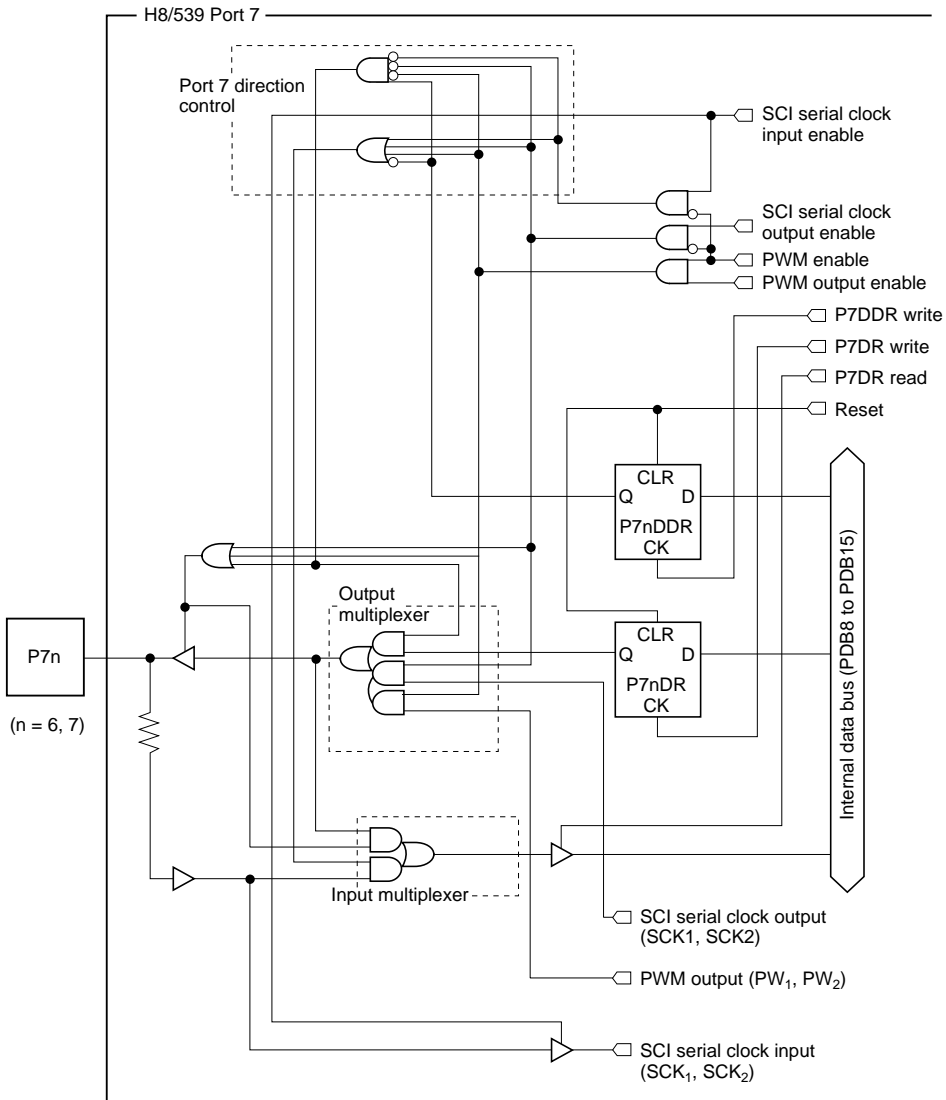 H8/539 Port 7
Port 7 direction
control
SCI serial clock
input enable
SCI serial clock
output enable
PWM enable
PWM output enable
P7DDR write
P7DR write
P7DR read
Reset
CLR
Q D
P7nDDR
CK
Output
multiplexer
CLR
Q D
P7nDR
CK
P7n
(n = 6, 7)
Internal data bus (PDB8 to PDB15)
Input multiplexer
SCI serial clock output
(SCK1, SCK2)
PWM output (PW₁, PW₂)
SCI serial clock input
(SCK₁, SCK₂)